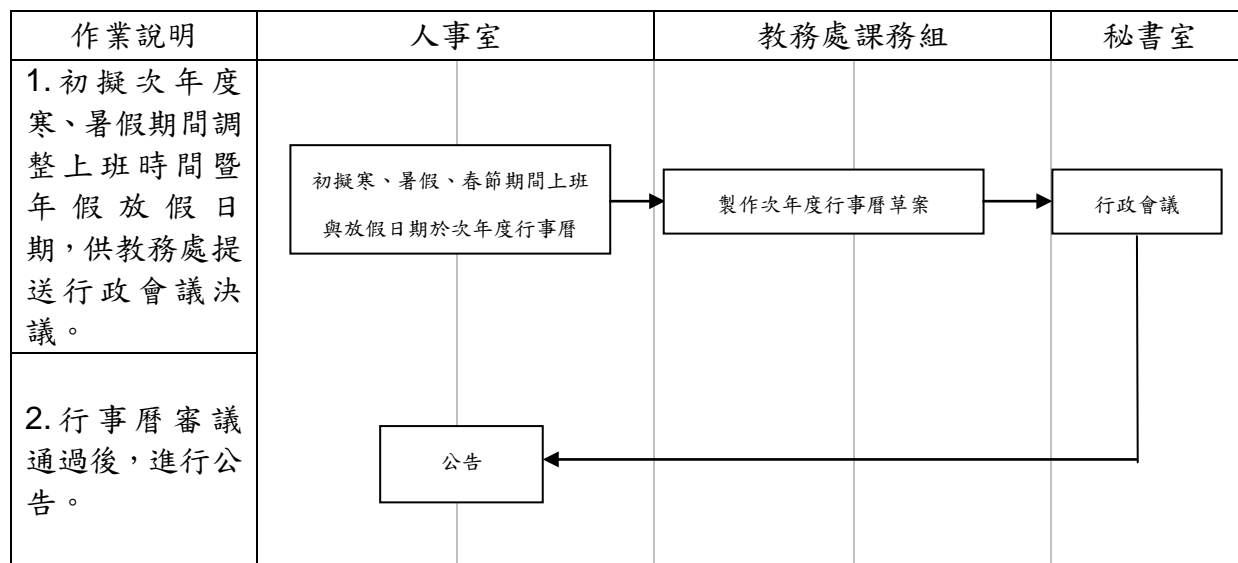 作業說明
人事室
教務處課務組
秘書室
1.初擬次年度
寒、暑假期間調
整上班時間暨
年假放假日
期，供教務處提
送行政會議決
議。
初擬寒、暑假、春節期間上班
與放假日期於次年度行事曆
製作次年度行事曆草案
行政會議
2.行事曆審議
通過後，進行公
告。
公告